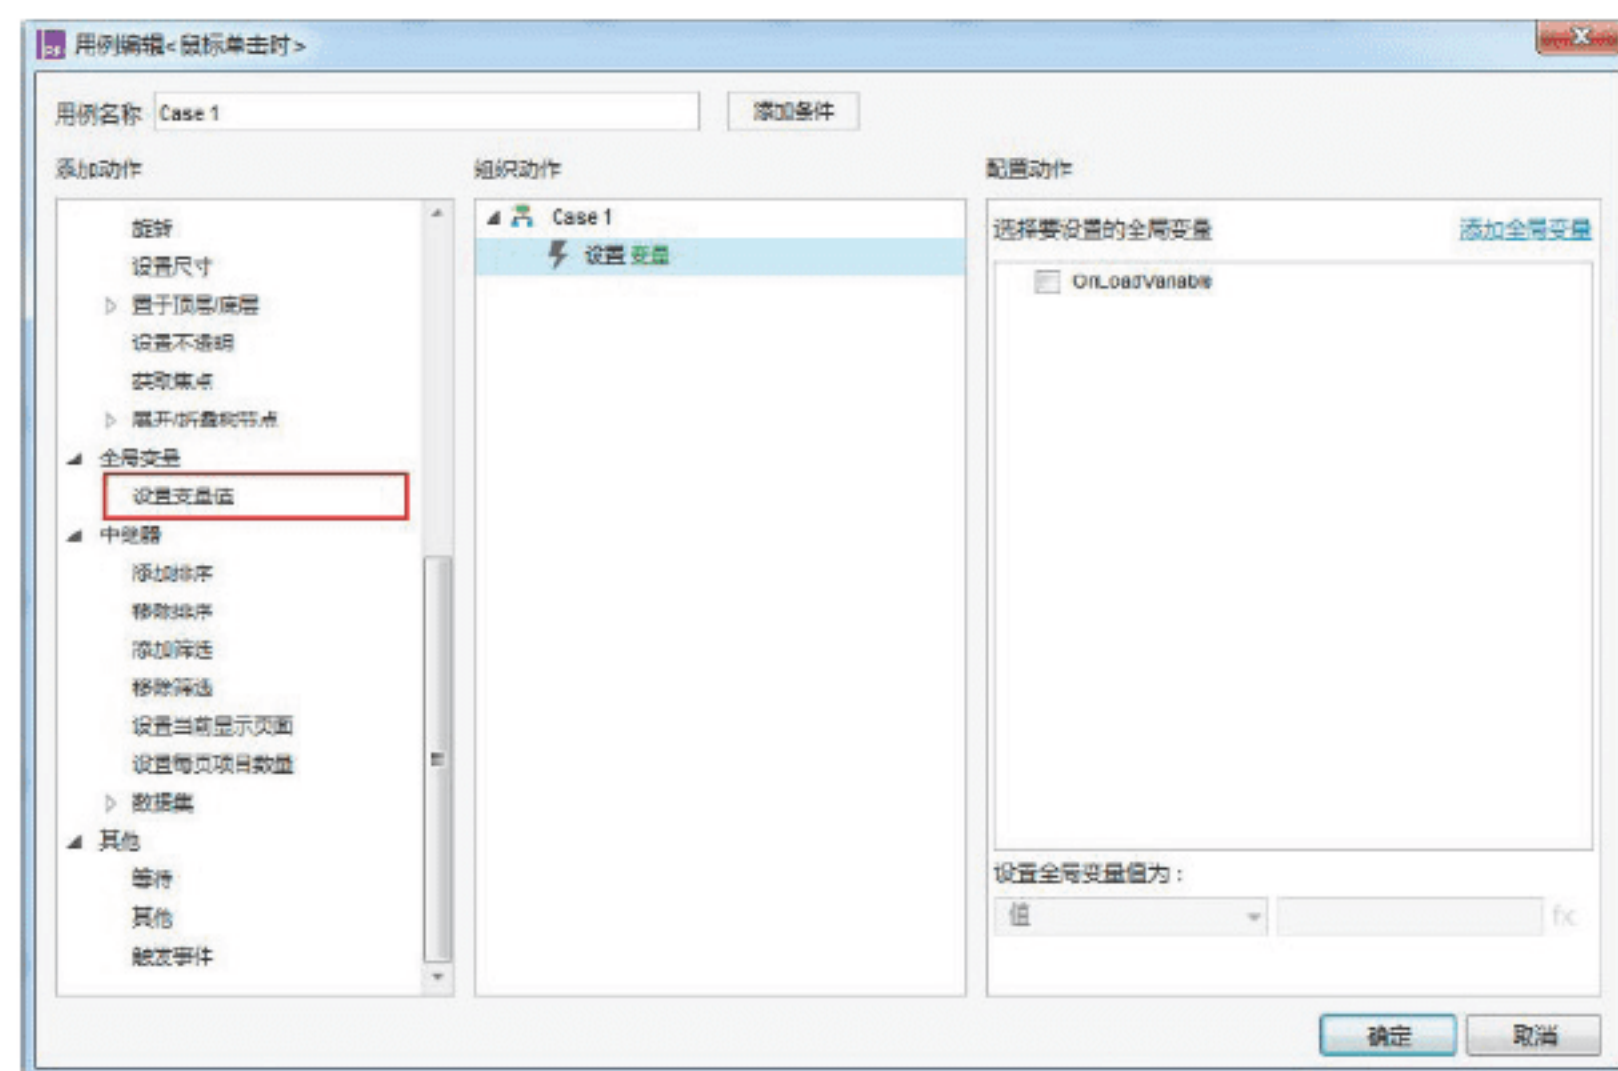 用例编辑<鼠标单击时>
用例名称 Case 1 添加条件
添加动作
旋转
设置尺寸
置于顶层/底层
设置不透明
获取焦点
展开/折叠树节点
全局变量
设置变量值
中继器
添加排序
移除排序
添加筛选
移除筛选
设置当前显示页面
设置每页项目数量
数据集
其他
等待
其他
触发事件
组织动作
Case 1
设置 变量
配置动作
选择要设置的全局变量 添加全局变量
OnLoadVariable
设置全局变量值为：
值 fx
确定 取消